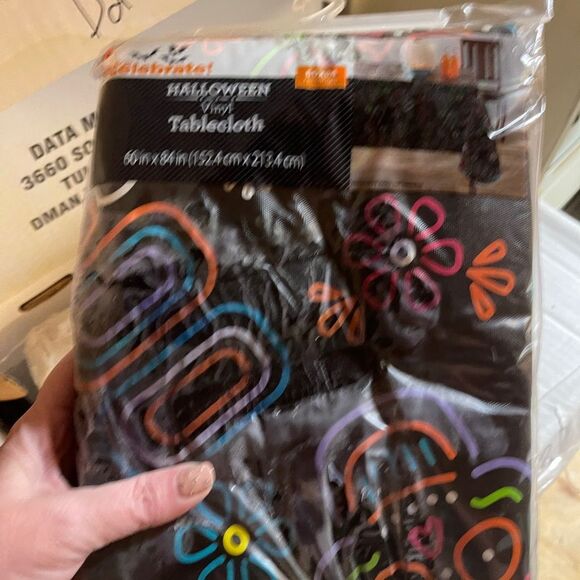 Da
DATA M
3660 SO
TU
DMAN
Celebrate!
HALLOWEEN
Vinyl
Tablecloth
60 in x 84 in (152.4 cm x 213.4 cm)